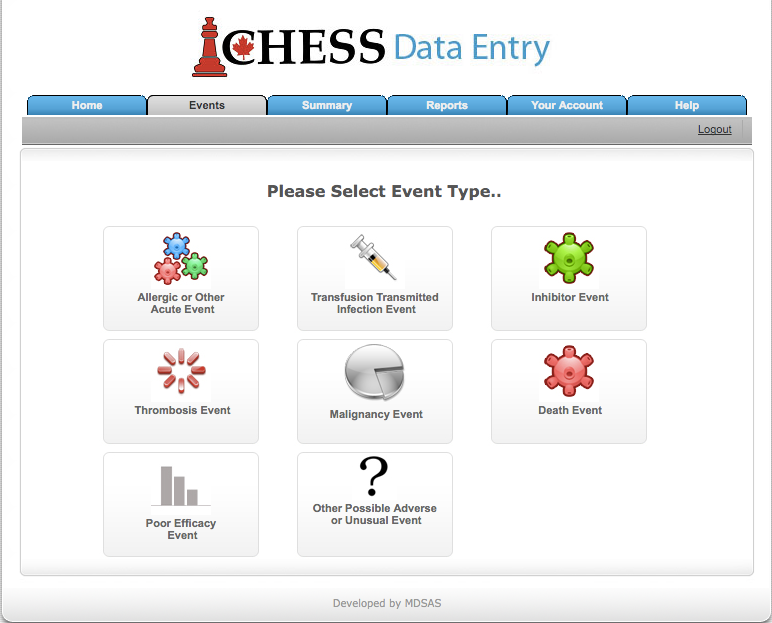 CHESS Data Entry
Home Events Summary Reports Your Account Help
Logout
Please Select Event Type..
Allergic or Other
Acute Event
Transfusion Transmitted
Infection Event
Inhibitor Event
Thrombosis Event
Malignancy Event
Death Event
Poor Efficacy
Event
?
Other Possible Adverse
or Unusual Event
Developed by MDSAS